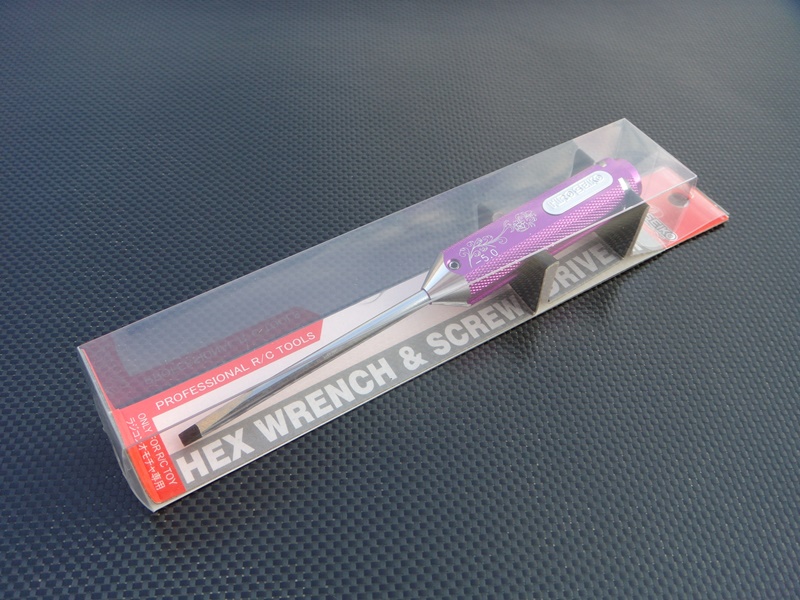 -5.0
HEX WRENCH & SCREW DRIVE
PROFESSIONAL R/C TOOLS
ONLY FOR R/C TOY
ラジコンオモチャ専用